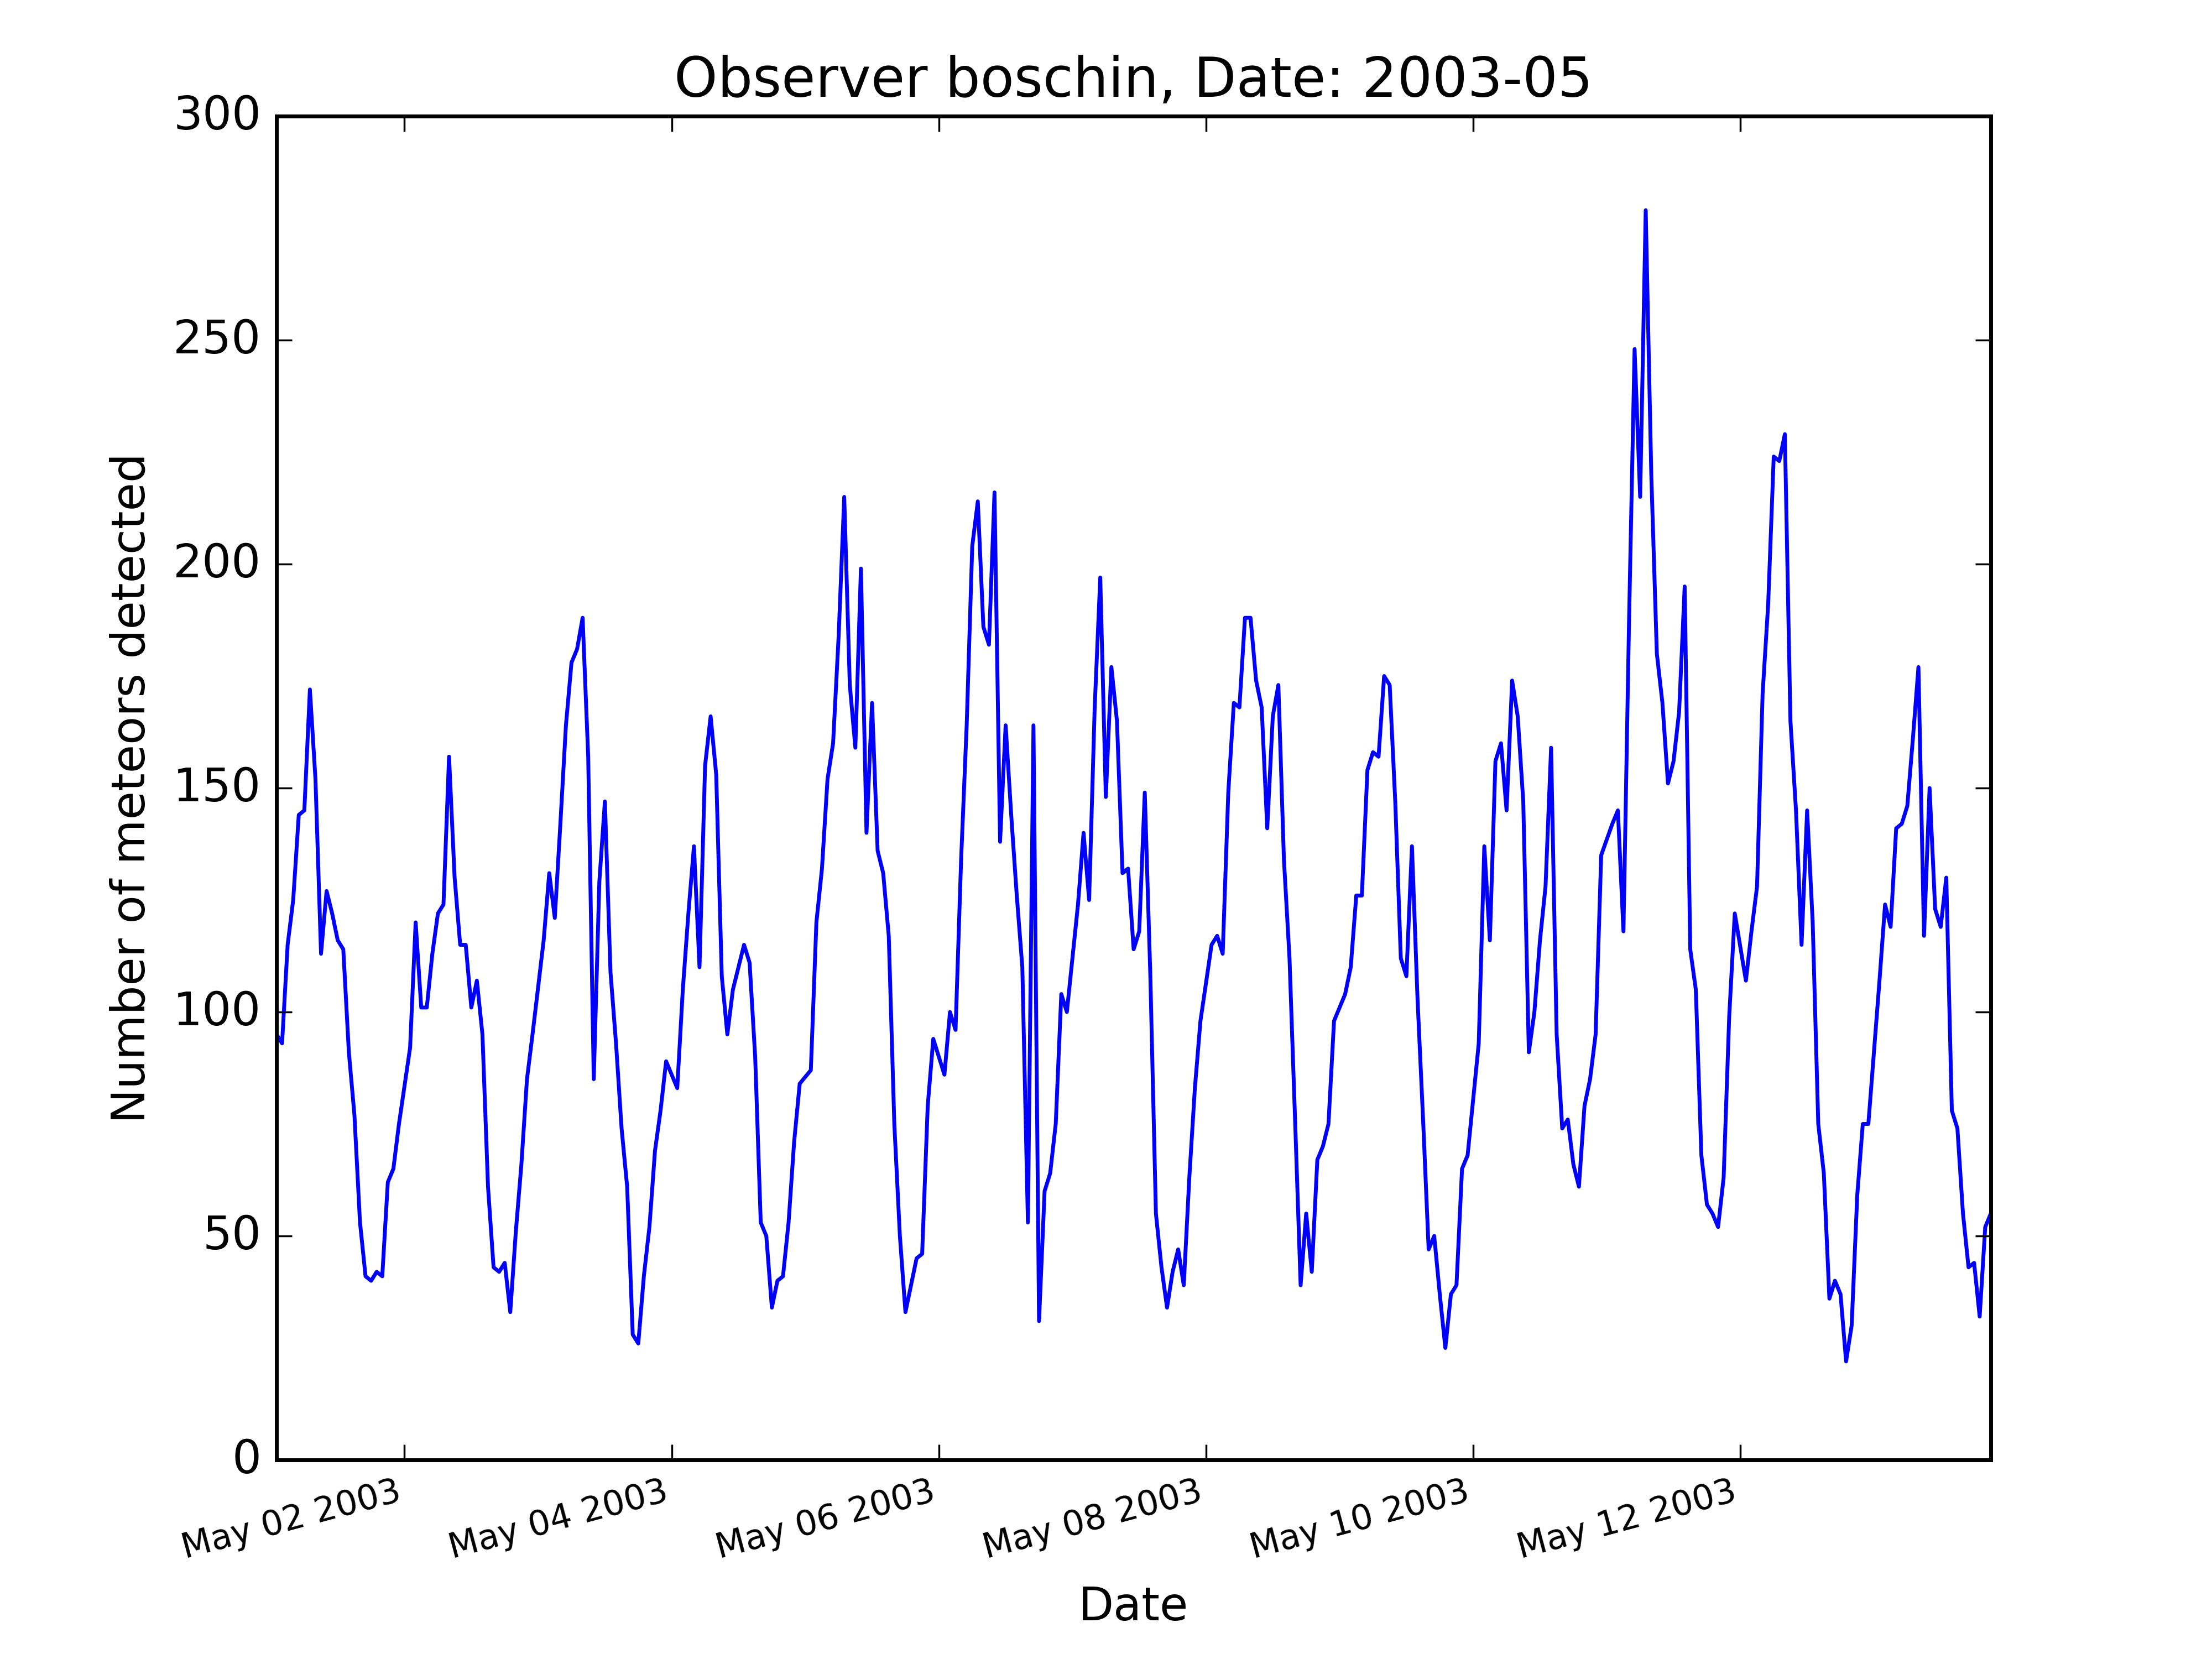 Observer boschin, Date: 2003-05
300
250
200
150
100
50
0
Number of meteors detected
May 02 2003
May 04 2003
May 06 2003
May 08 2003
May 10 2003
May 12 2003
Date